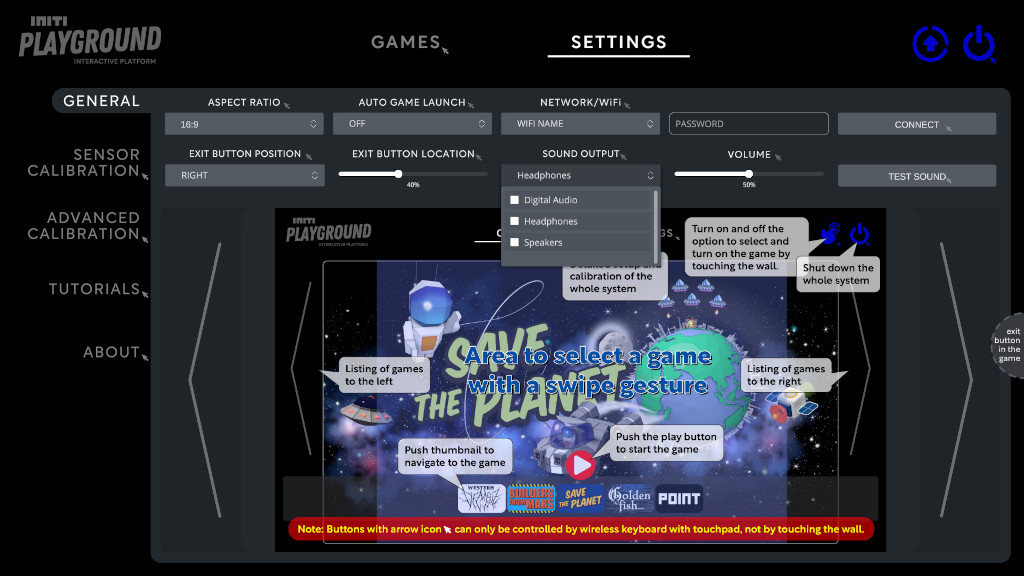 INITI
PLAYGROUND
INTERACTIVE PLATFORM
GAMES
SETTINGS
GENERAL
SENSOR
CALIBRATION
ADVANCED
CALIBRATION
TUTORIALS
ABOUT
ASPECT RATIO
AUTO GAME LAUNCH
NETWORK/WiFi
16:9
OFF
WIFI NAME
PASSWORD
CONNECT
EXIT BUTTON POSITION
EXIT BUTTON LOCATION
SOUND OUTPUT
VOLUME
RIGHT
40%
Headphones
50%
TEST SOUND
Digital Audio
Headphones
Speakers
INITI
PLAYGROUND
INTERACTIVE PLATFORM
Turn on and off the
option to select and
turn on the game by
touching the wall.
Shut down the
whole system
Detailed setup and
calibration of the
whole system
exit
button
in the
game
SAVE
THE PLANET
Area to select a game
with a swipe gesture
Listing of games
to the left
Listing of games
to the right
Push thumbnail to
navigate to the game
Push the play button
to start the game
WESTERN
BUILDERS
FROM MARS
SAVE
THE PLANET
Golden
fish...
POINT
Note: Buttons with arrow icon can only be controlled by wireless keyboard with touchpad, not by touching the wall.